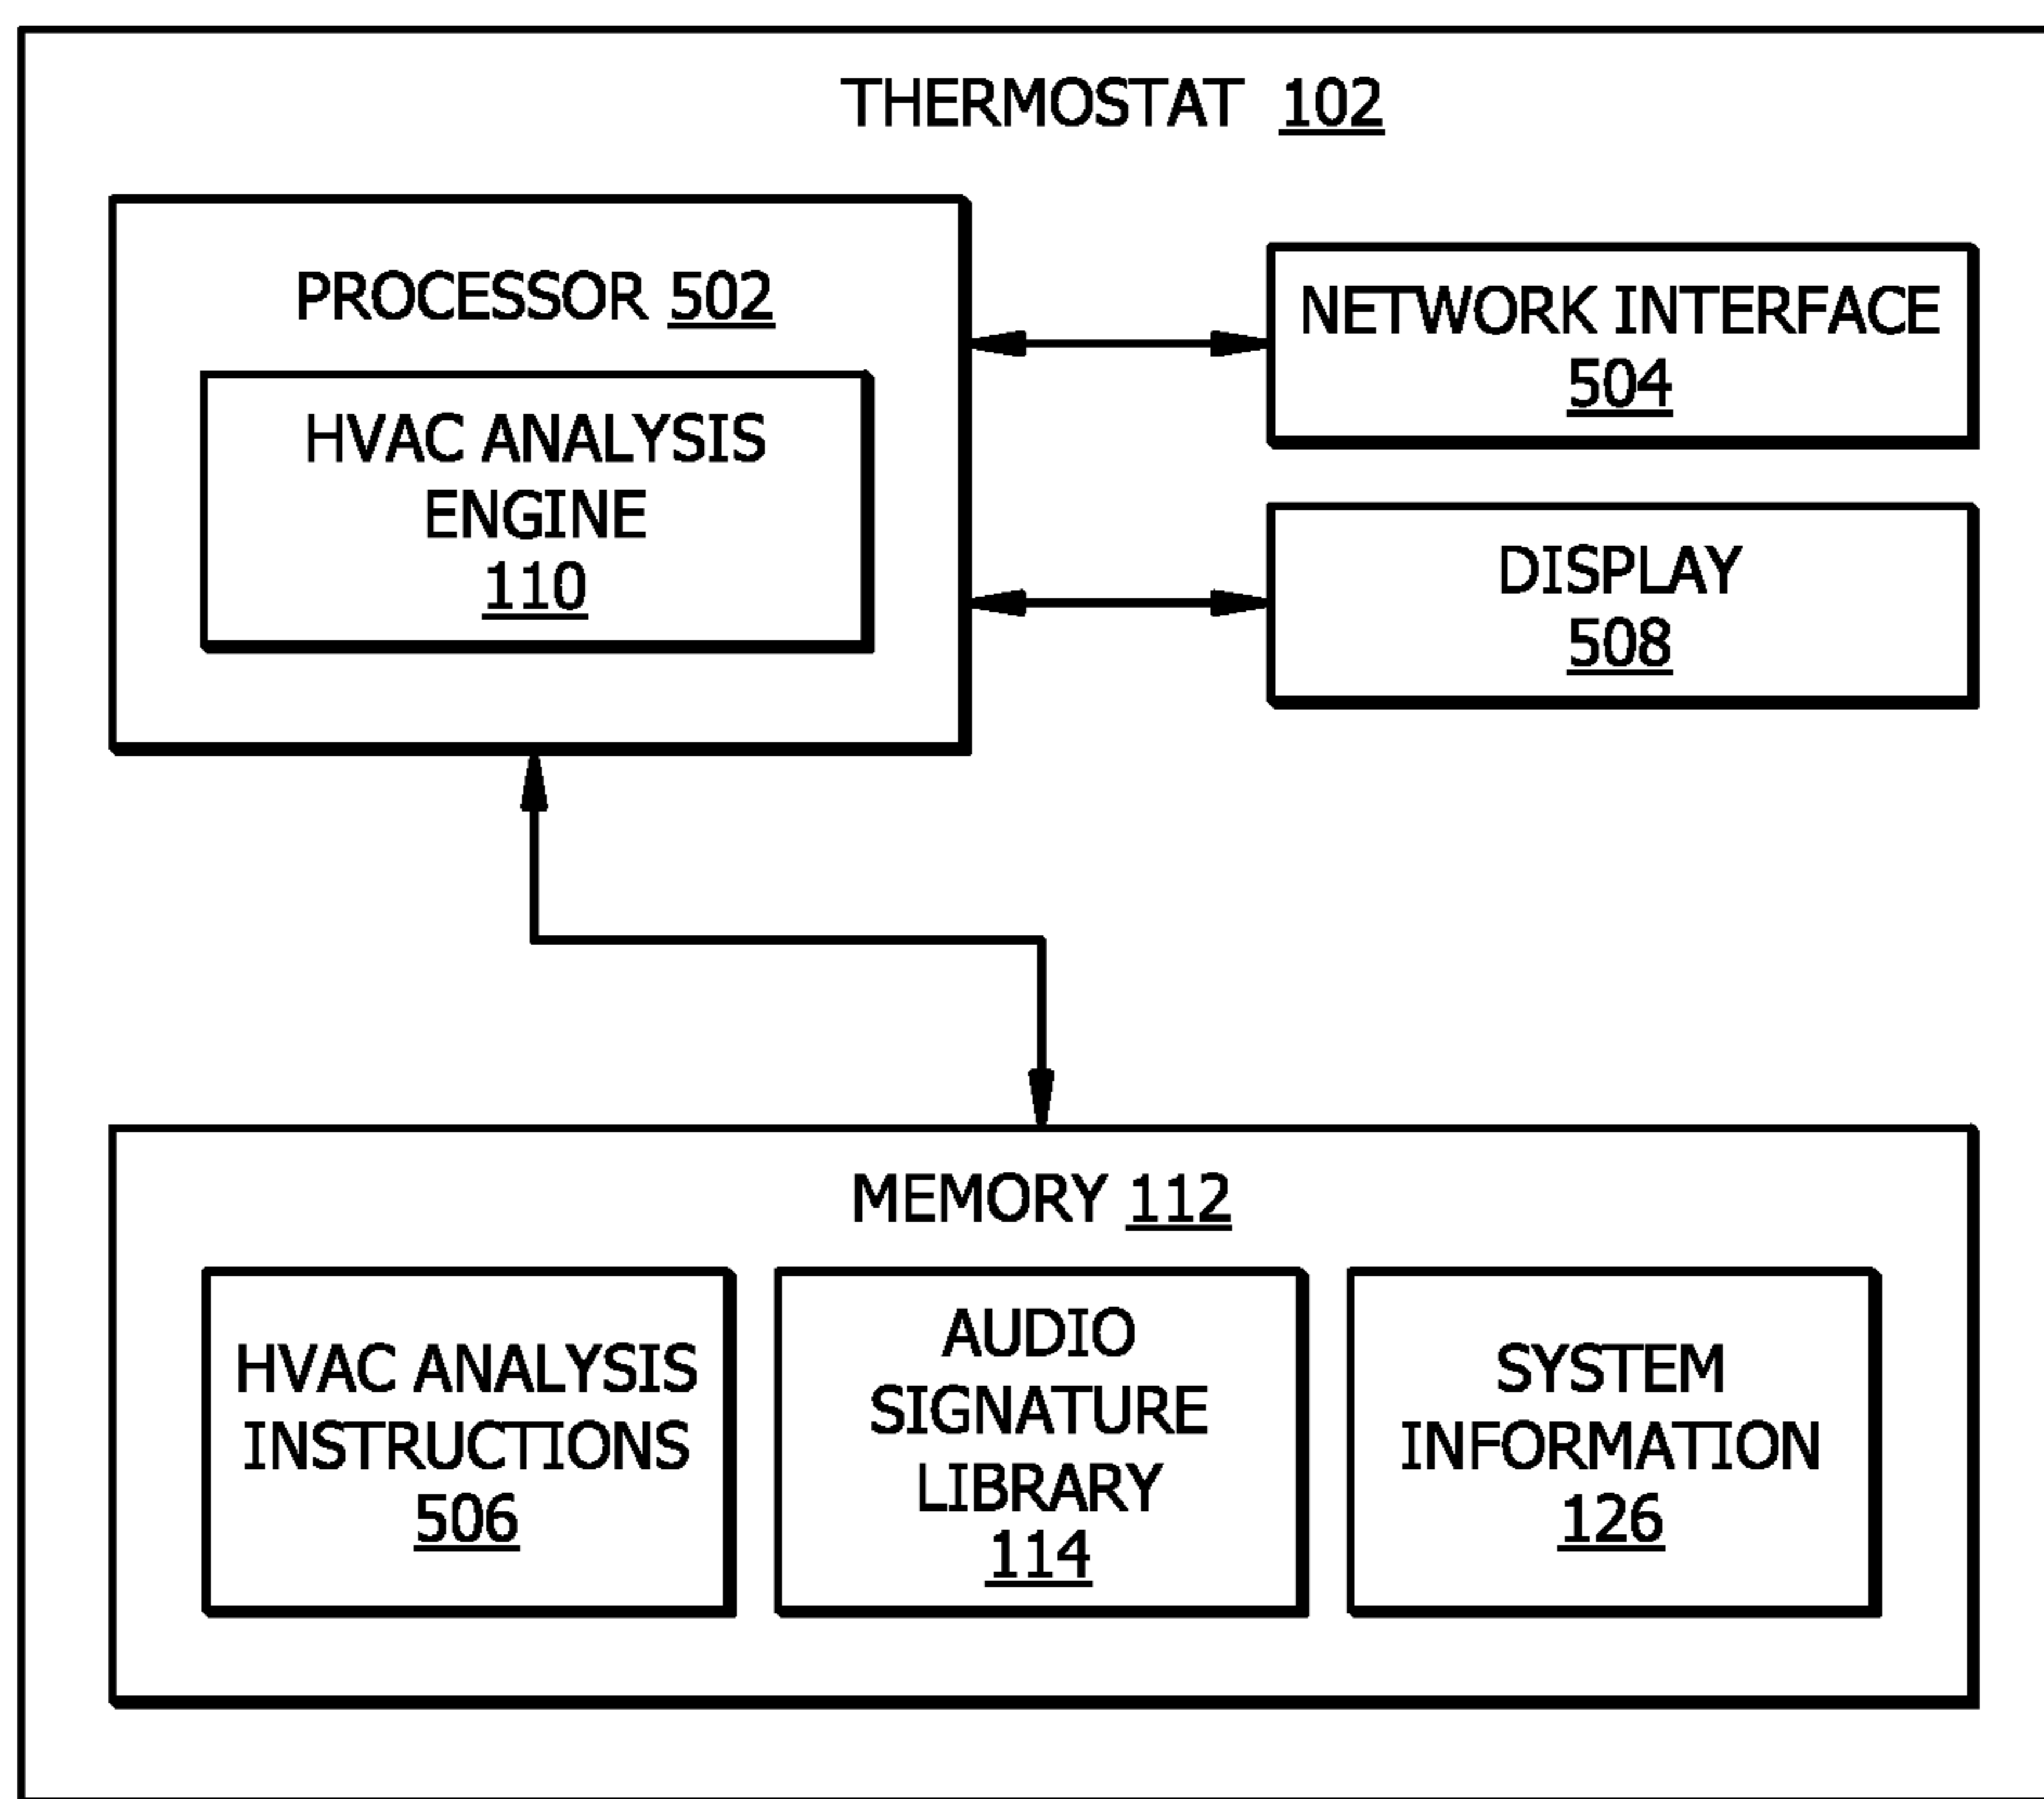 THERMOSTAT 102
PROCESSOR 502
HVAC ANALYSIS
ENGINE
110
NETWORK INTERFACE
504
DISPLAY
508
MEMORY 112
HVAC ANALYSIS
INSTRUCTIONS
506
AUDIO
SIGNATURE
LIBRARY
114
SYSTEM
INFORMATION
126